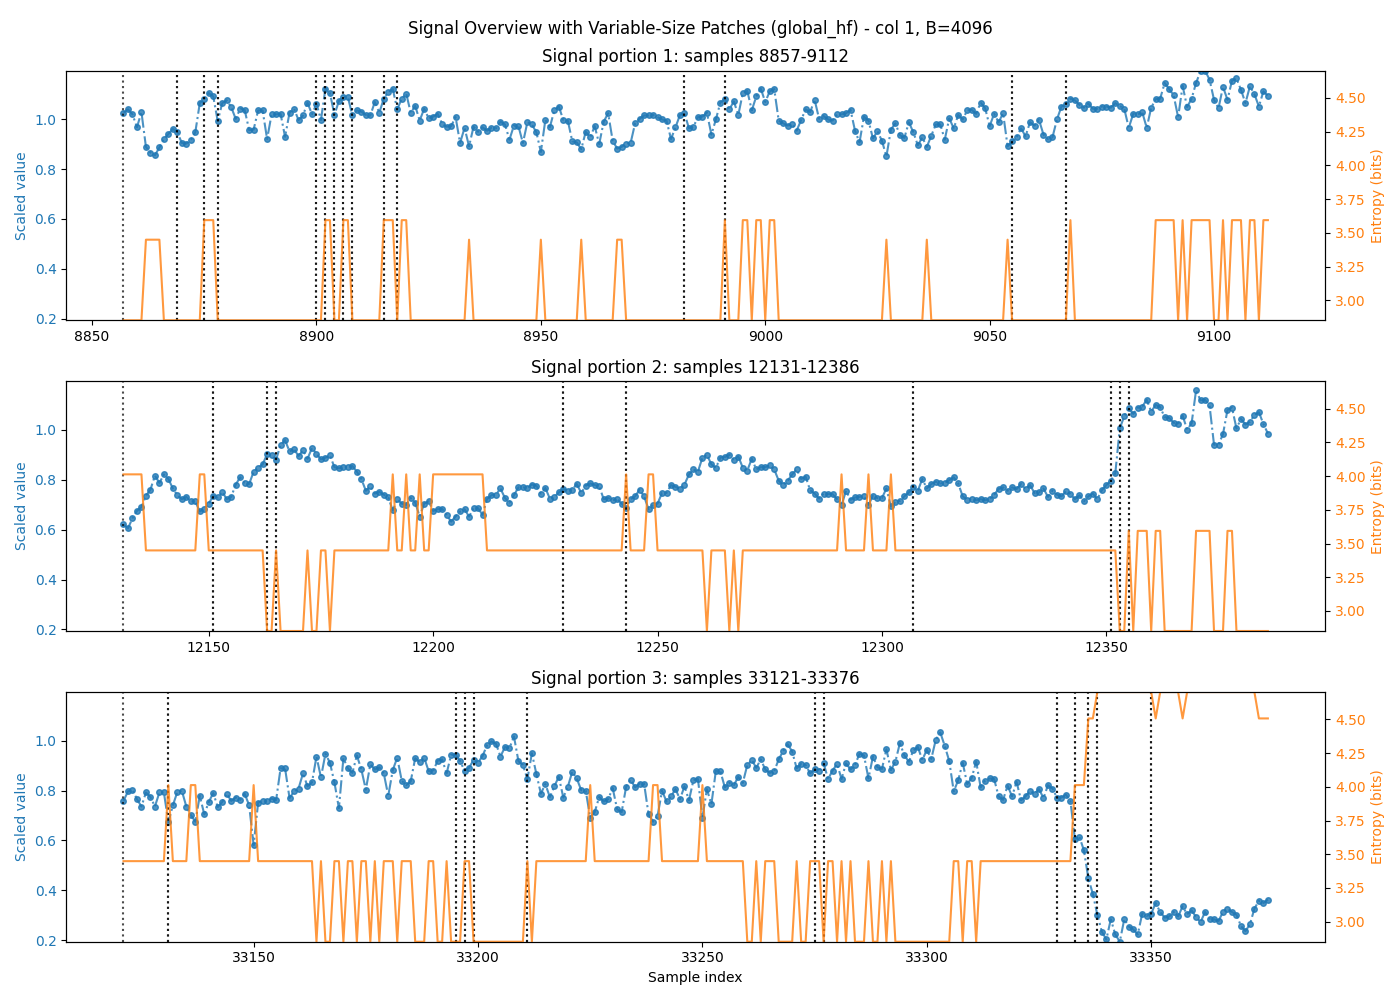 Signal Overview with Variable-Size Patches (global_hf) - col 1, B=4096
Signal portion 1: samples 8857-9112
Scaled value
1.0
0.8
0.6
0.4
0.2
4.50
4.25
4.00
3.75
3.50
3.25
3.00
Entropy (bits)
8850 8900 8950 9000 9050 9100
Signal portion 2: samples 12131-12386
Scaled value
1.0
0.8
0.6
0.4
0.2
4.50
4.25
4.00
3.75
3.50
3.25
3.00
Entropy (bits)
12150 12200 12250 12300 12350
Signal portion 3: samples 33121-33376
Scaled value
1.0
0.8
0.6
0.4
0.2
4.50
4.25
4.00
3.75
3.50
3.25
3.00
Entropy (bits)
33150 33200 33250 33300 33350
Sample index